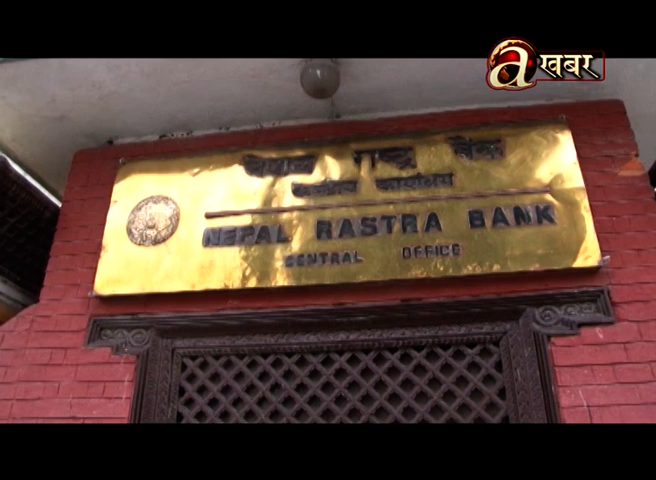 a खबर
नेपाल राष्ट्र बैंक
केन्द्रीय कार्यालय
NEPAL RASTRA BANK
CENTRAL OFFICE